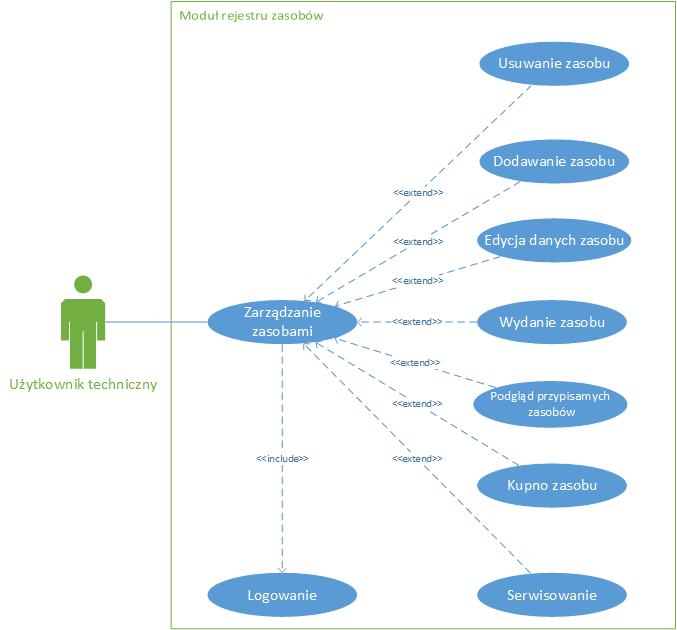 Moduł rejestru zasobów
Usuwanie zasobu
Dodawanie zasobu
<<extend>>
Edycja danych zasobu
<<extend>>
<<extend>>
Zarządzanie
zasobami
<<extend>>
Wydanie zasobu
Użytkownik techniczny
<<extend>>
Podgląd przypisamych
zasobów
<<extend>>
<<include>>
<<extend>>
Kupno zasobu
Logowanie
Serwisowanie